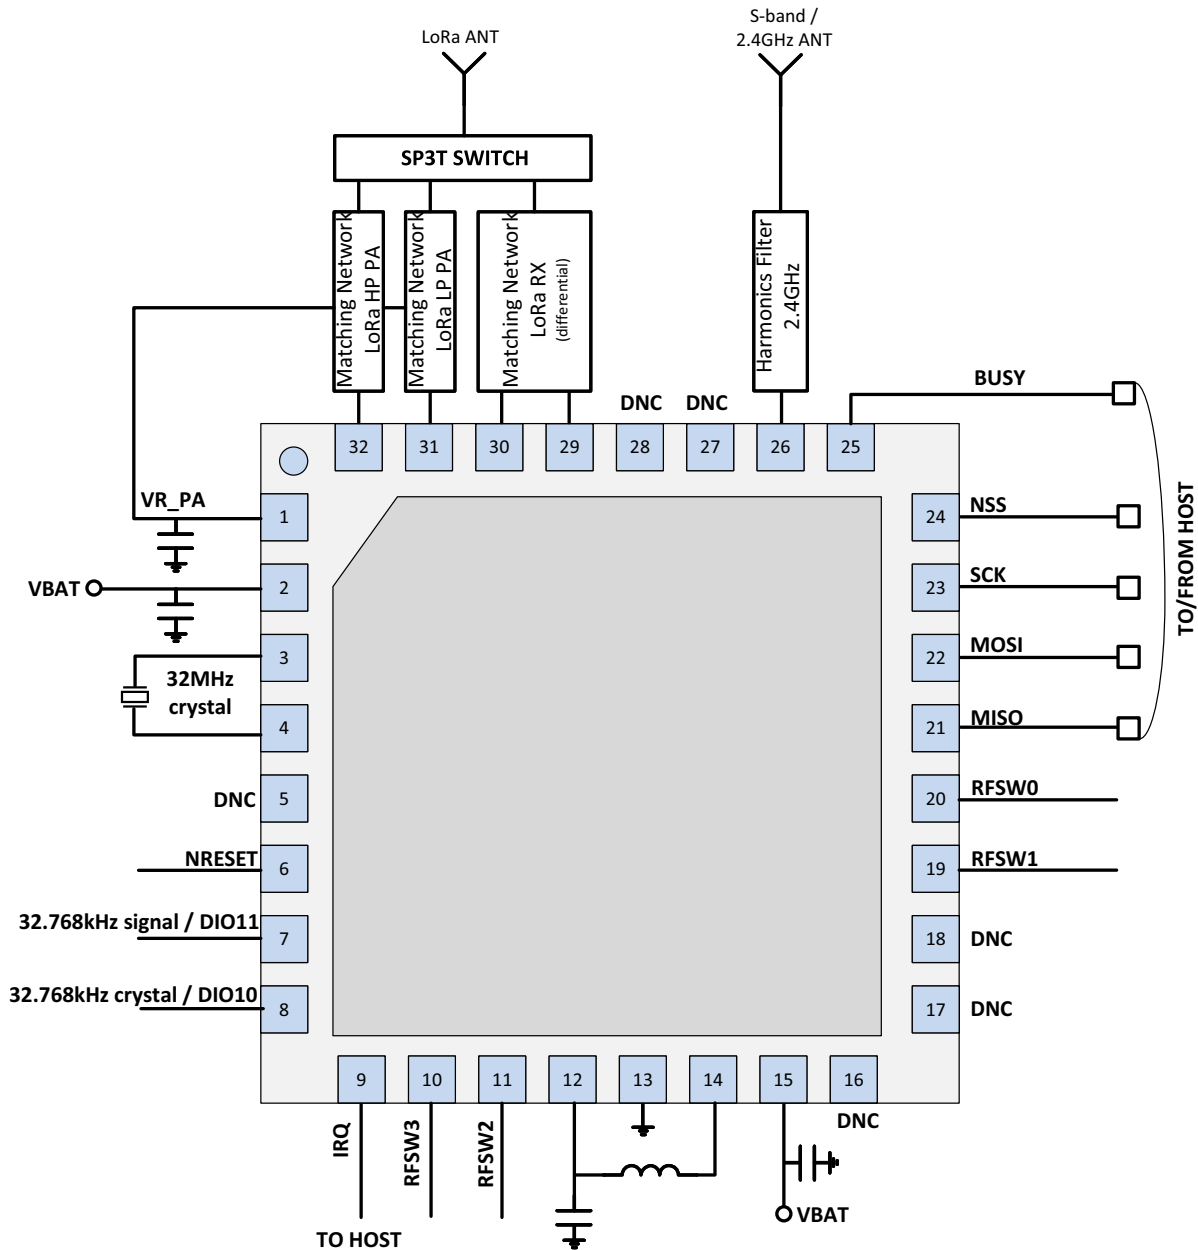 LoRa ANT
S-band /
2.4GHz ANT
SP3T SWITCH
Matching Network
LoRa HP PA
Matching Network
LoRa LP PA
Matching Network
LoRa RX
(differential)
Harmonics Filter
2.4GHz
BUSY
DNC
DNC
32
31
30
29
28
27
26
25
VR_PA
1
24
NSS
VBAT
2
23
SCK
3
32MHz
crystal
22
MOSI
4
21
MISO
TO/FROM HOST
DNC
5
20
RFSW0
NRESET
6
19
RFSW1
32.768kHz signal / DIO11
7
18
DNC
32.768kHz crystal / DIO10
8
17
DNC
9
10
11
12
13
14
15
16
IRQ
RFSW3
RFSW2
DNC
VBAT
TO HOST